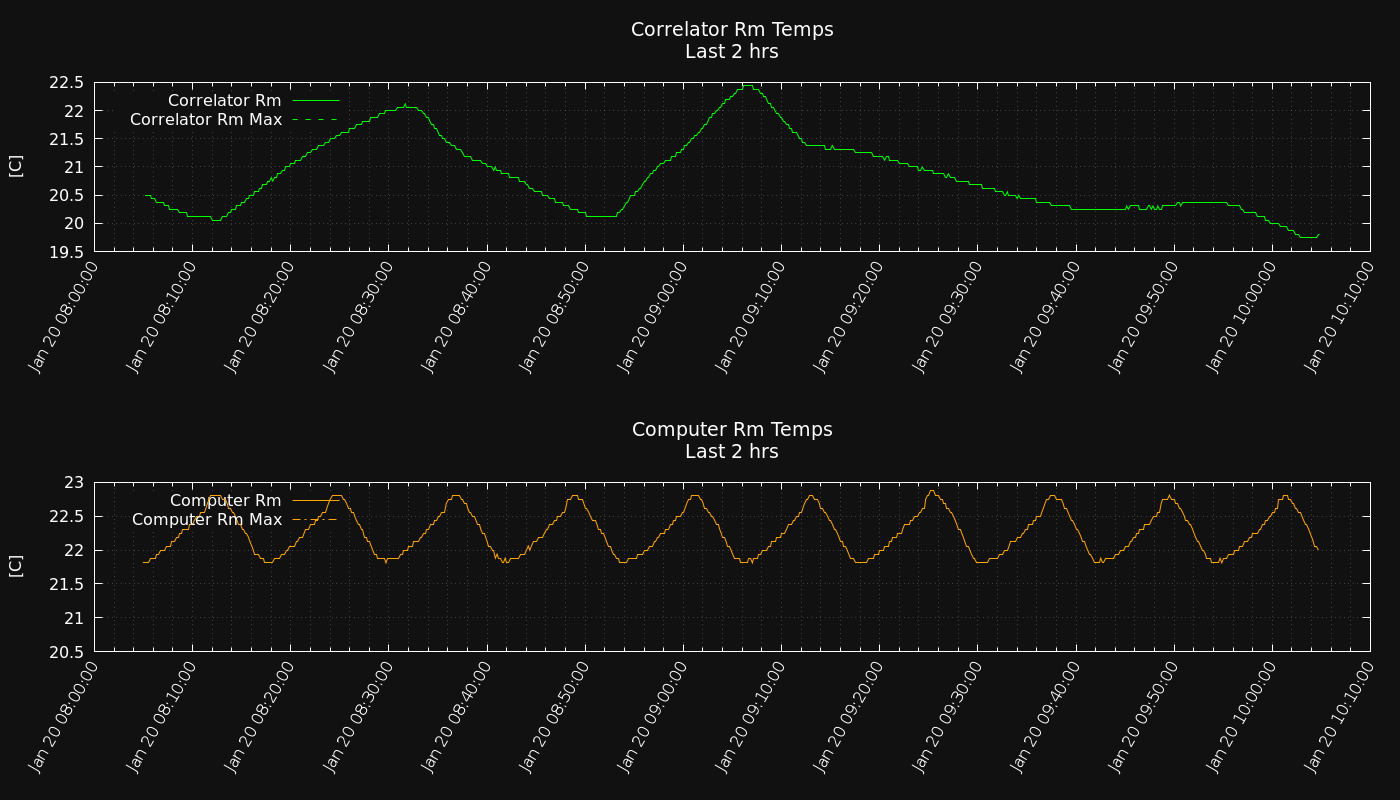 Correlator Rm Temps
Last 2 hrs
22.5
22
21.5
21
20.5
20
19.5
[C]
Correlator Rm
Correlator Rm Max
Jan 20 08:00:00
Jan 20 08:10:00
Jan 20 08:20:00
Jan 20 08:30:00
Jan 20 08:40:00
Jan 20 08:50:00
Jan 20 09:00:00
Jan 20 09:10:00
Jan 20 09:20:00
Jan 20 09:30:00
Jan 20 09:40:00
Jan 20 09:50:00
Jan 20 10:00:00
Jan 20 10:10:00
Computer Rm Temps
Last 2 hrs
23
22.5
22
21.5
21
20.5
[C]
Computer Rm
Computer Rm Max
Jan 20 08:00:00
Jan 20 08:10:00
Jan 20 08:20:00
Jan 20 08:30:00
Jan 20 08:40:00
Jan 20 08:50:00
Jan 20 09:00:00
Jan 20 09:10:00
Jan 20 09:20:00
Jan 20 09:30:00
Jan 20 09:40:00
Jan 20 09:50:00
Jan 20 10:00:00
Jan 20 10:10:00